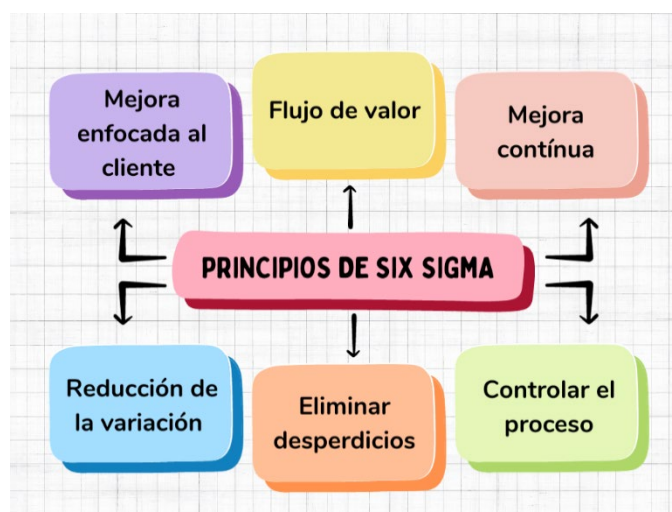 Mejora
enfocada al
cliente
Flujo de valor
Mejora
contínua
PRINCIPIOS DE SIX SIGMA
Reducción de
la variación
Eliminar
desperdicios
Controlar el
proceso